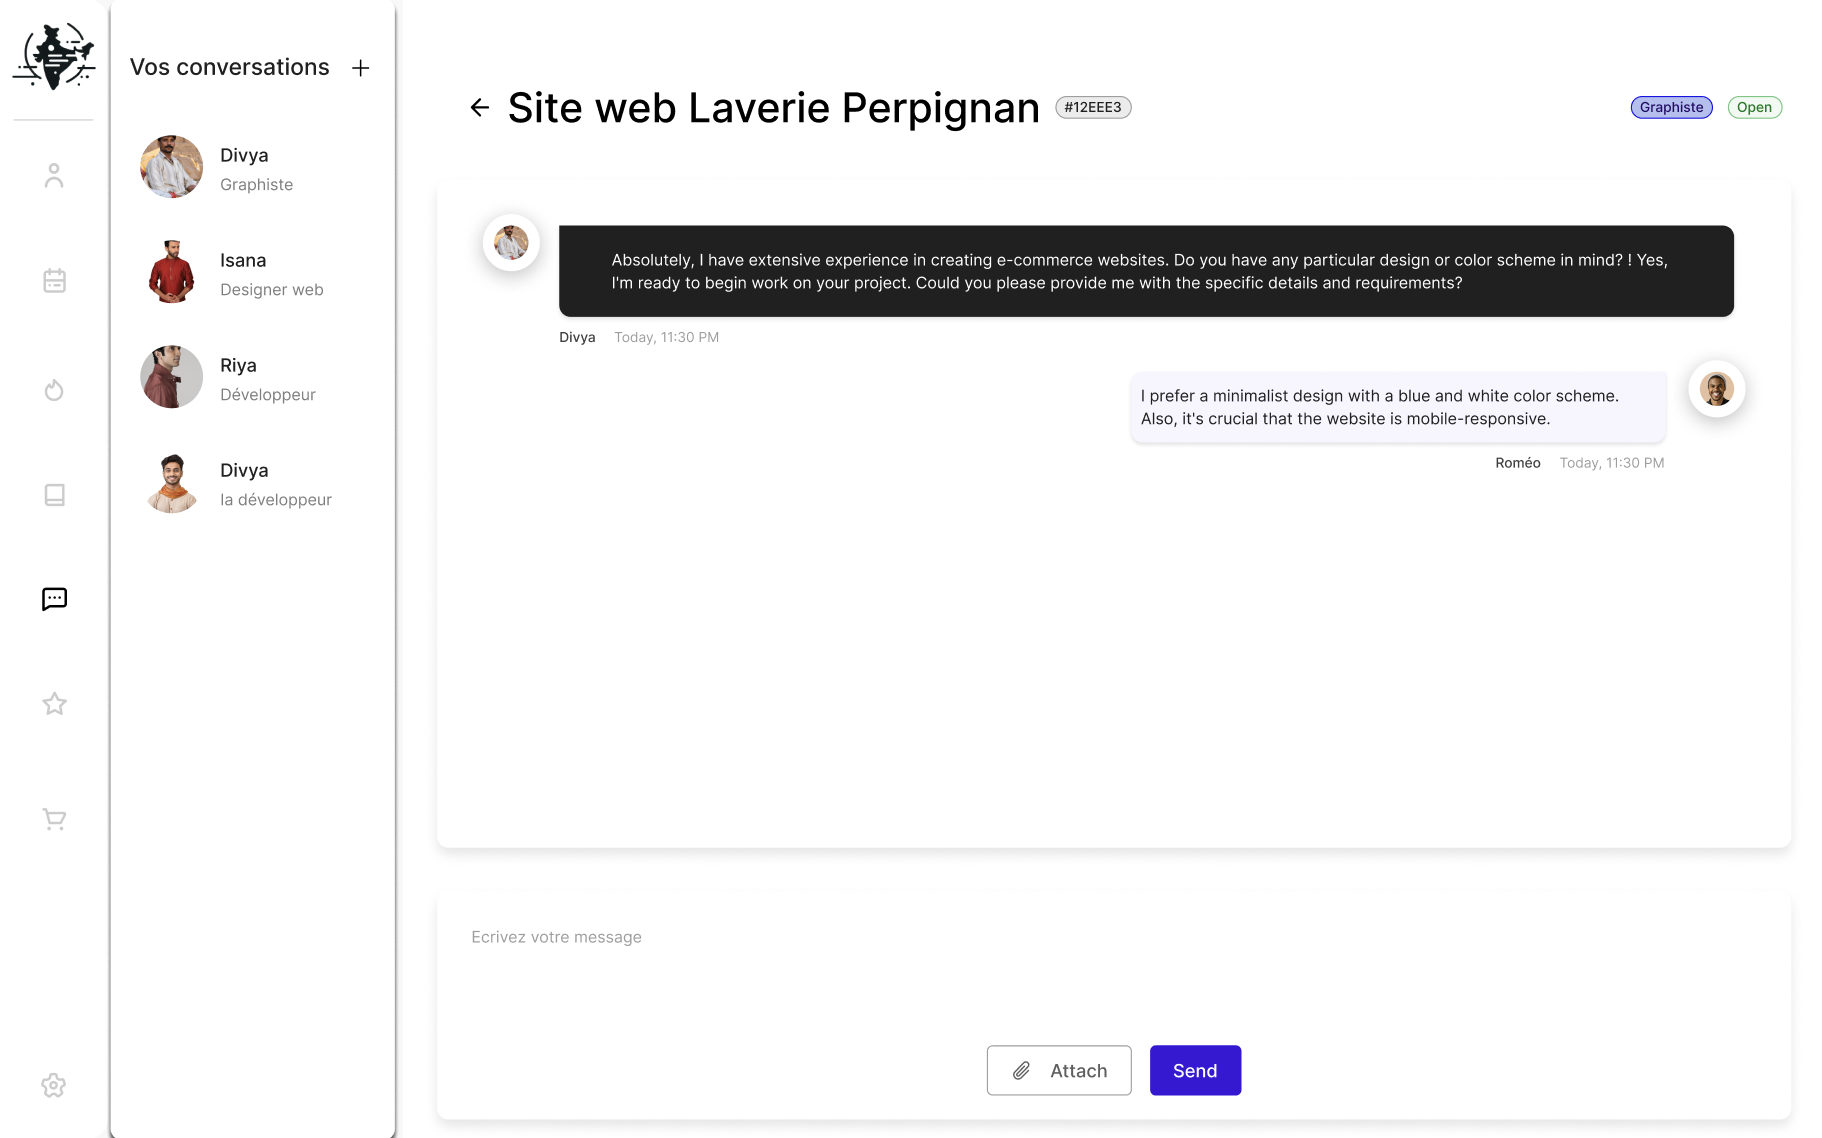 Vos conversations +
Divya
Graphiste
Isana
Designer web
Riya
Développeur
Divya
Ia développeur
Site web Laverie Perpignan
#12EEE3
Graphiste
Open
Absolutely, I have extensive experience in creating e-commerce websites. Do you have any particular design or color scheme in mind? ! Yes,
I'm ready to begin work on your project. Could you please provide me with the specific details and requirements?
Divya Today, 11:30 PM
I prefer a minimalist design with a blue and white color scheme.
Also, it's crucial that the website is mobile-responsive.
Roméo Today, 11:30 PM
Ecrivez votre message
Attach
Send